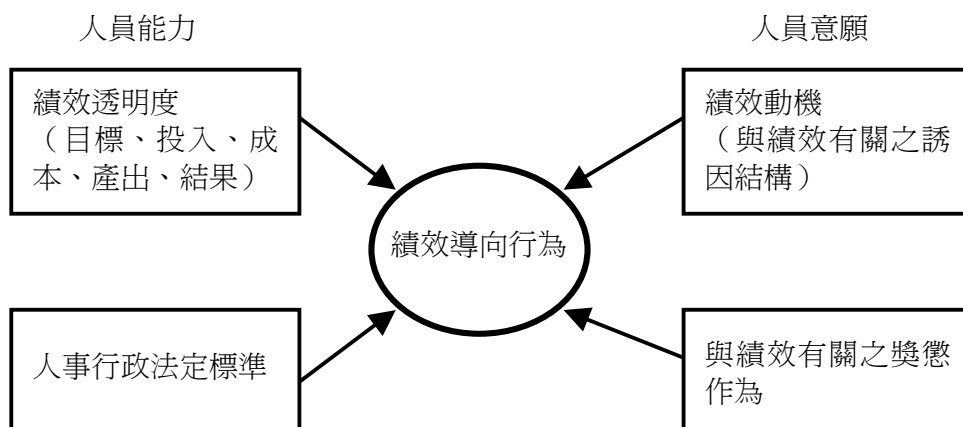 人員能力
人員意願
績效透明度
（目標、投入、成
本、產出、結果）
績效動機
（與績效有關之誘
因結構）
績效導向行為
人事行政法定標準
與績效有關之獎懲
作為